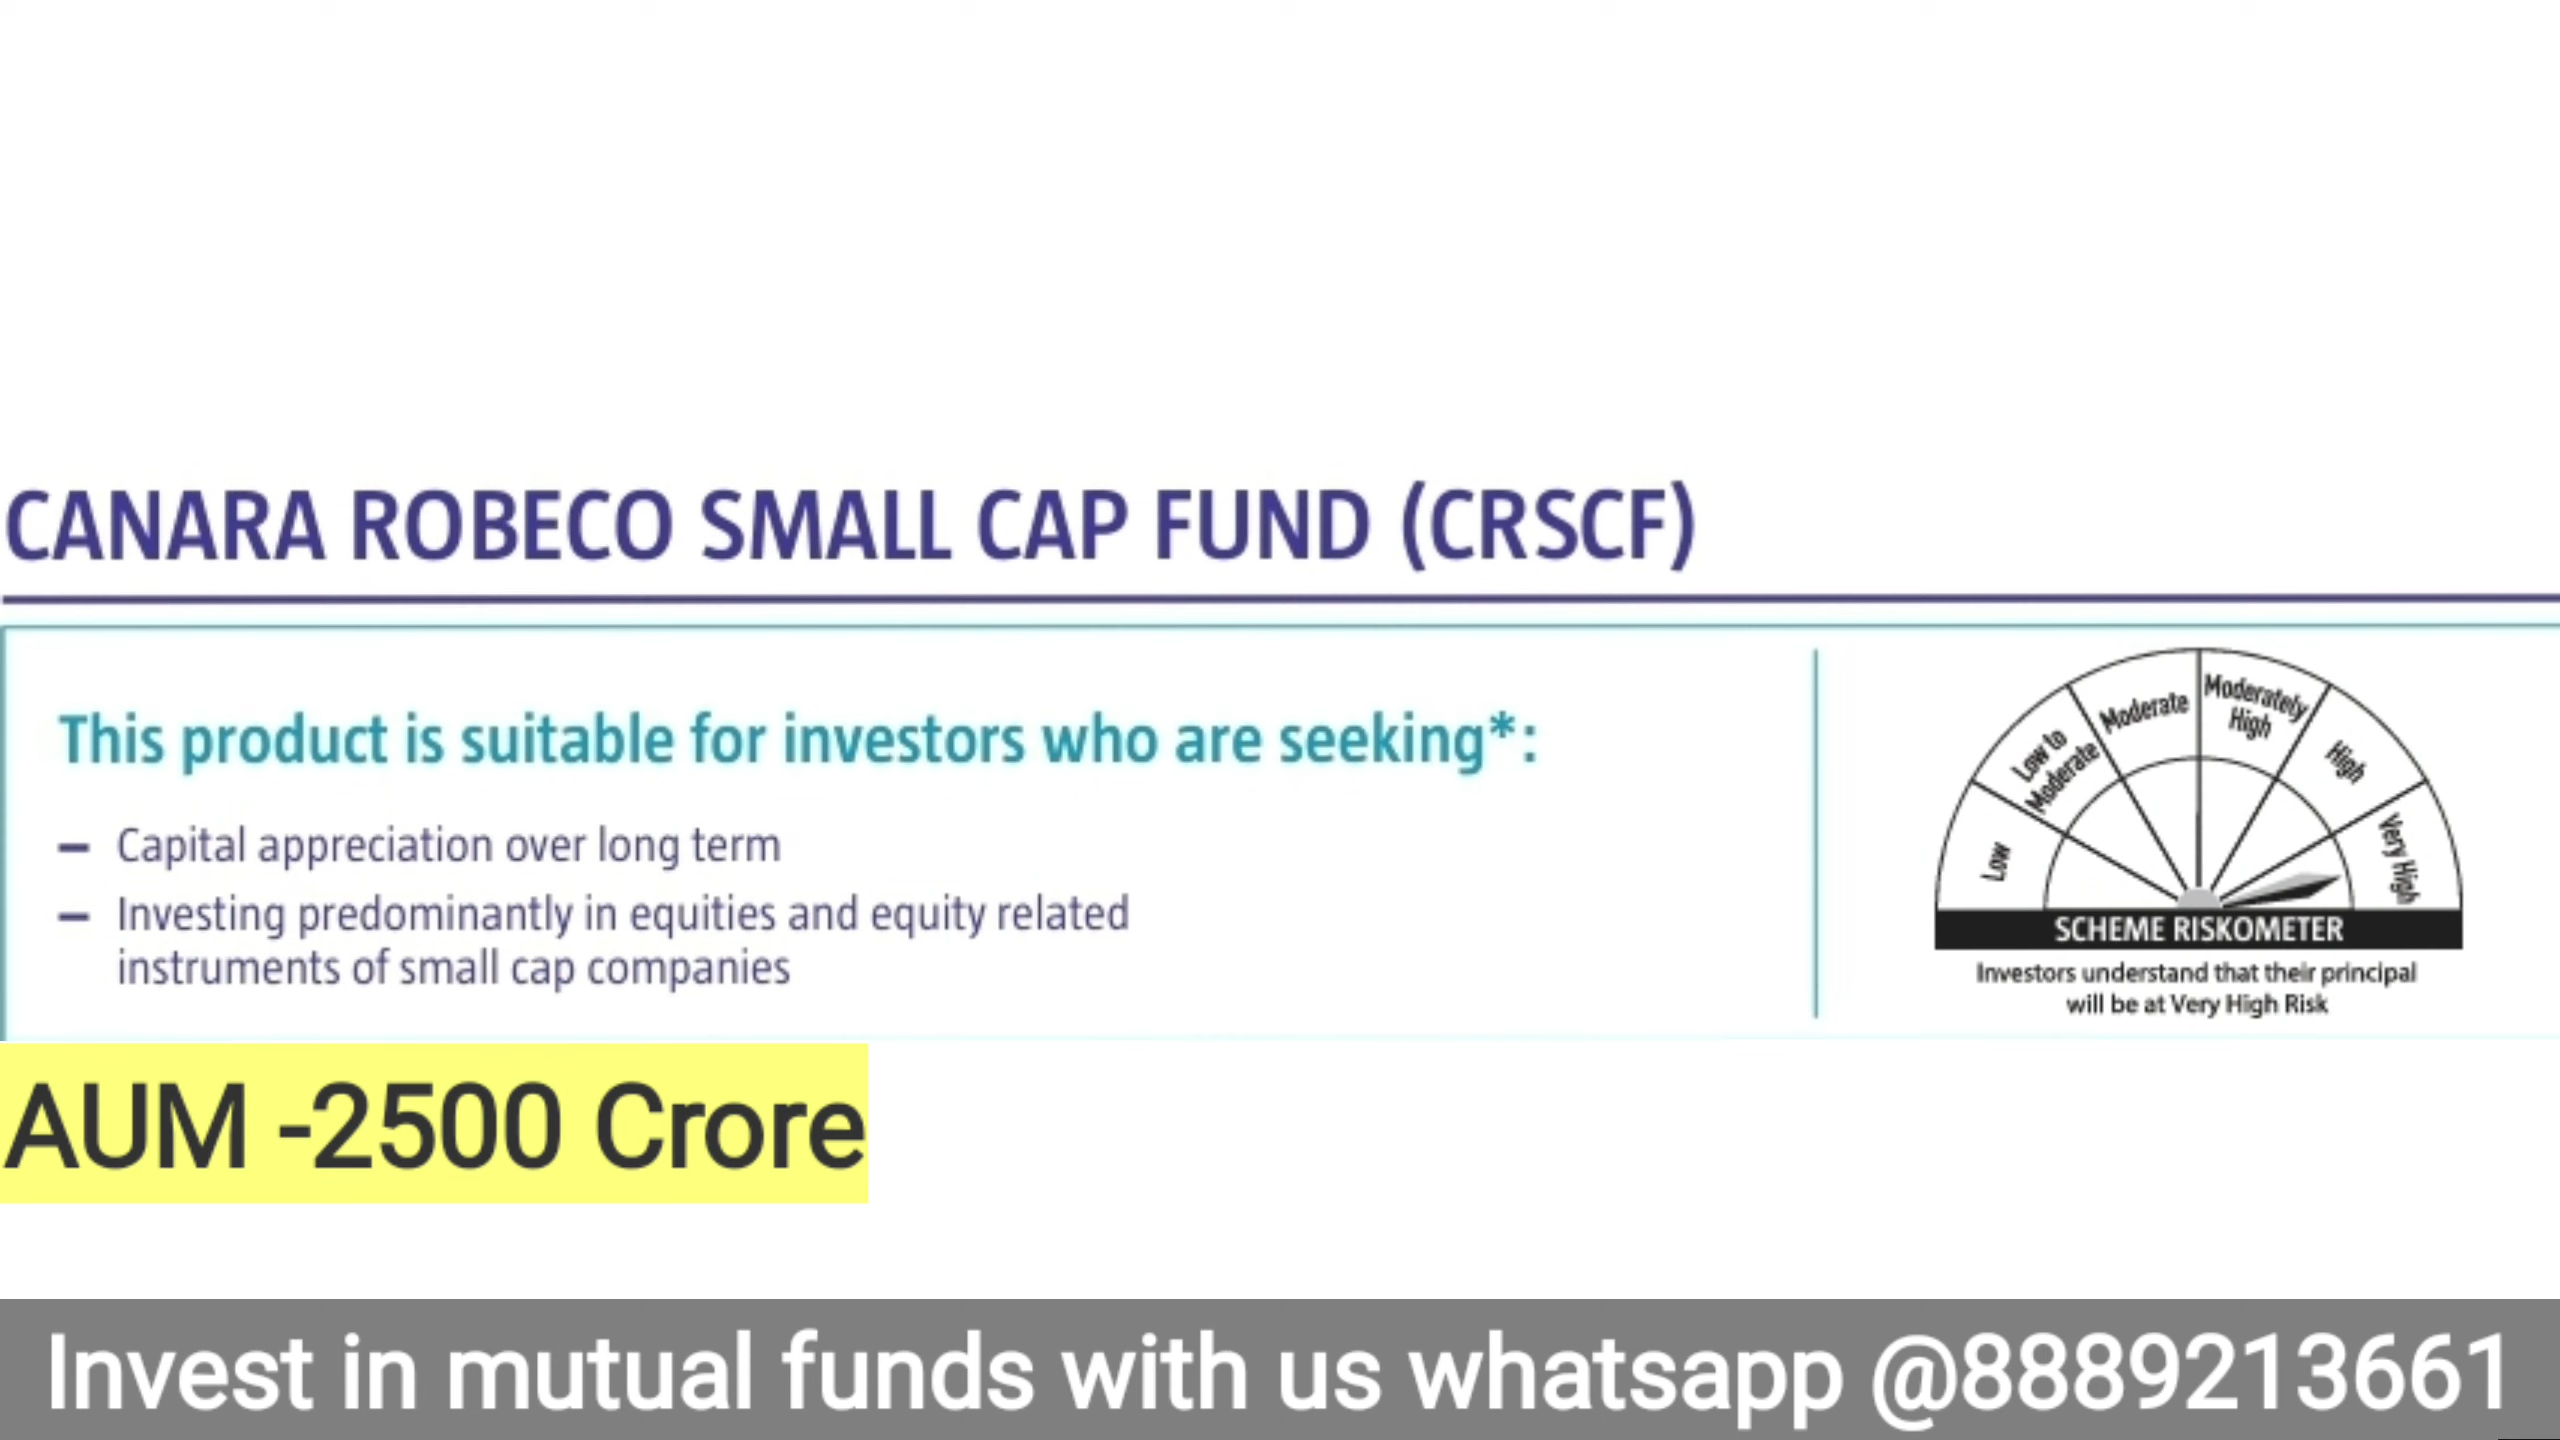 CANARA ROBECO SMALL CAP FUND (CRSCF)
This product is suitable for investors who are seeking*:
– Capital appreciation over long term
– Investing predominantly in equities and equity related
instruments of small cap companies
Low
Low to
Moderate
Moderate
Moderately
High
High
Very High
SCHEME RISKOMETER
Investors understand that their principal
will be at Very High Risk
AUM -2500 Crore
Invest in mutual funds with us whatsapp @8889213661